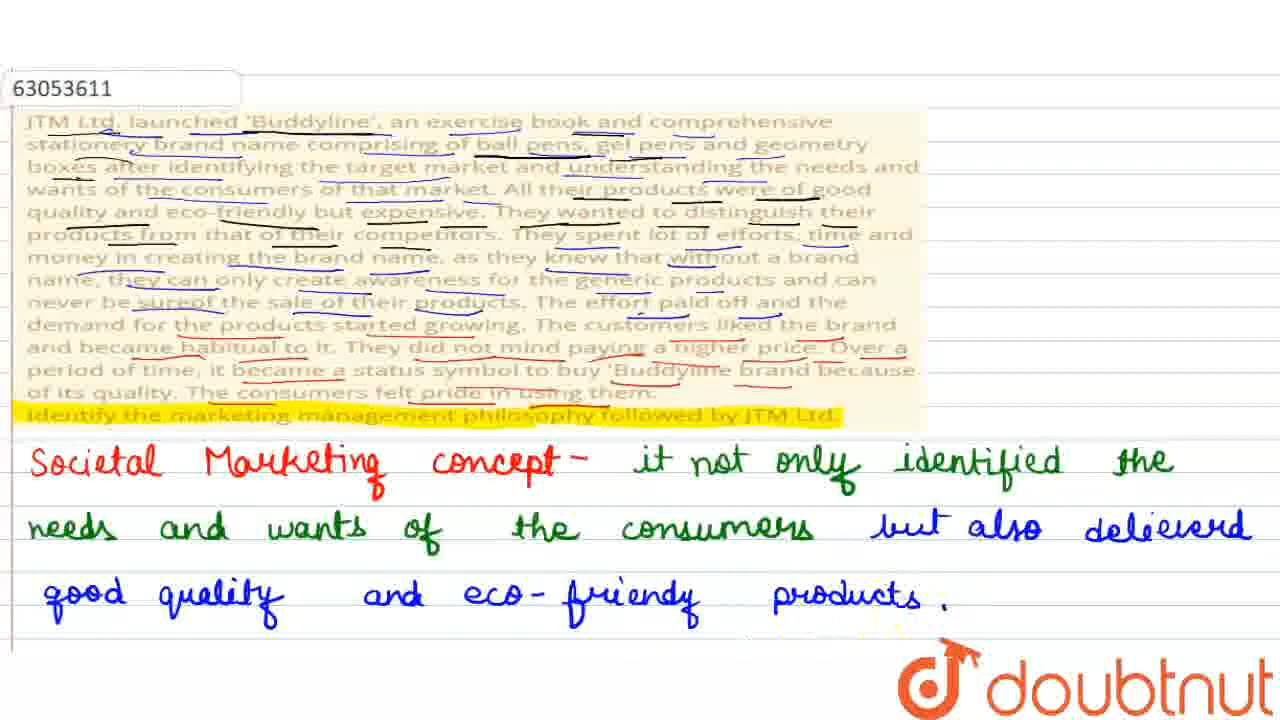 63053611
JTM Ltd. launched 'Buddyline', an exercise book and comprehensive
stationery brand name comprising of ball pens, gel pens and geometry
boxes after identifying the target market and understanding the needs and
wants of the consumers of that market. All their products were of good
quality and eco-friendly but expensive. They wanted to distinguish their
products from that of their competitors. They spent lot of efforts, time and
money in creating the brand name, as they knew that without a brand
name, they can only create awareness for the generic products and can
never be sureof the sale of their products. The effort paid off and the
demand for the products started growing. The customers liked the brand
and became habitual to it. They did not mind paying a higher price. Over a
period of time, it became a status symbol to buy 'Buddyline brand because
of its quality. The consumers felt pride in using them.
Identify the marketing management philosophy followed by JTM Ltd.
Societal Marketing concept - it not only identified the
needs and wants of the consumers but also delieverd
good quality and eco-friendy products.
doubtnut